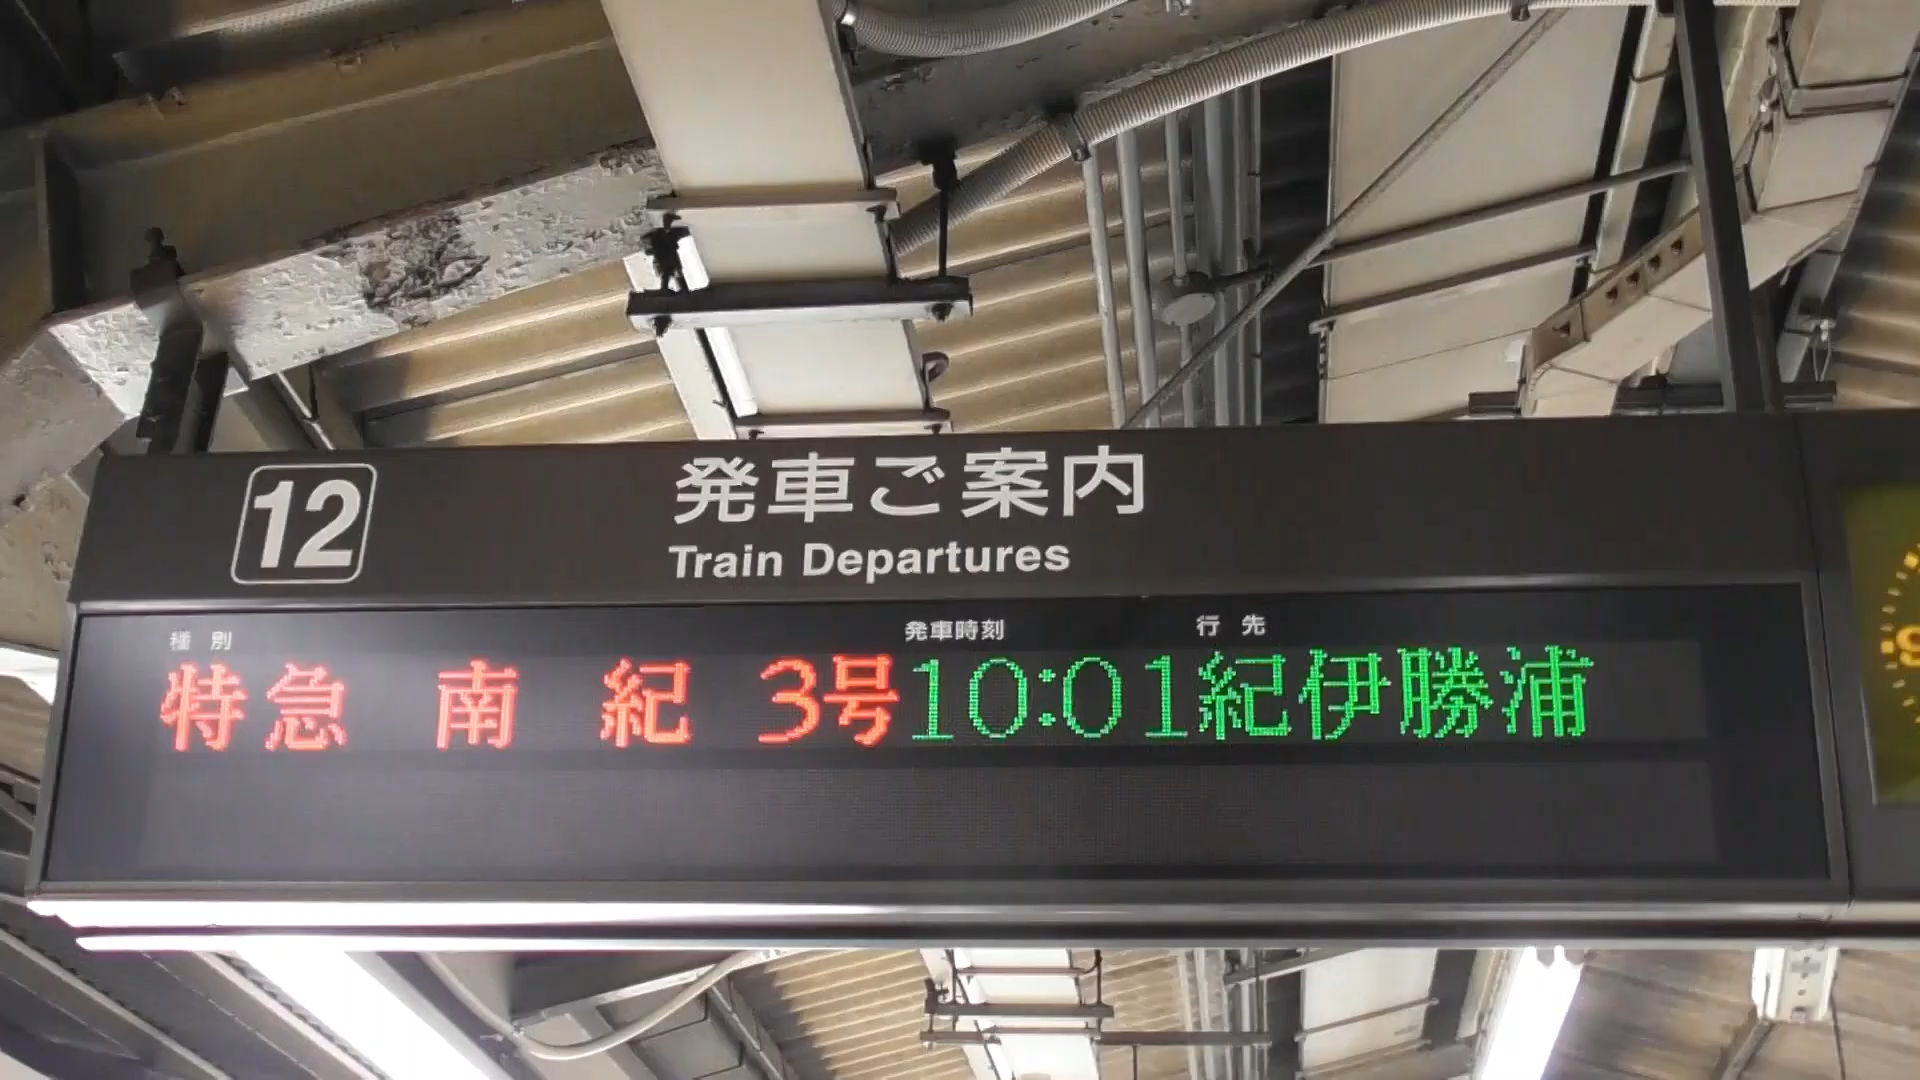 12
発車ご案内
Train Departures
種別 発車時刻 行先
特急 南 紀 3号 10:01 紀伊勝浦